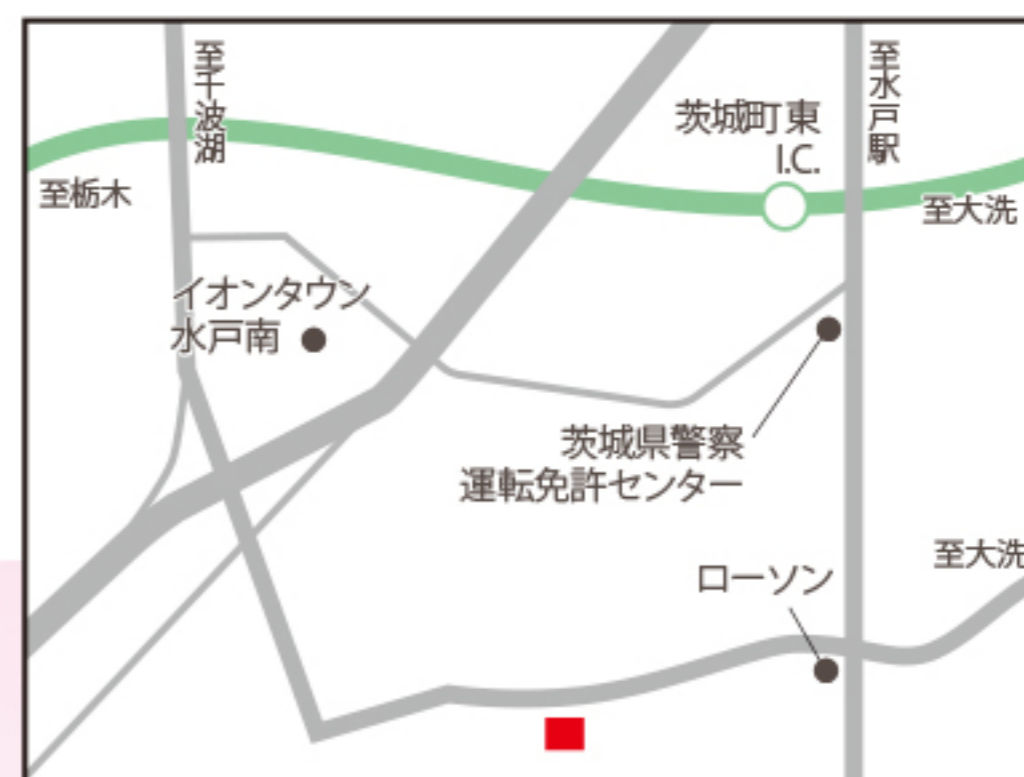 至千波湖
至水戸駅
茨城町東
I.C.
至栃木
至大洗
イオンタウン
水戸南
茨城県警察
運転免許センター
至大洗
ローソン